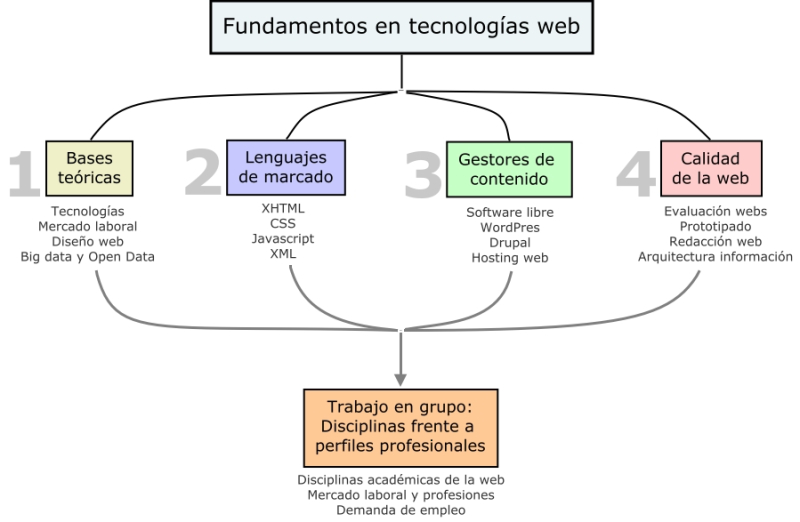 Fundamentos en tecnologías web
1
Bases
teóricas
Tecnologías
Mercado laboral
Diseño web
Big data y Open Data
2
Lenguajes
de marcado
XHTML
CSS
Javascript
XML
3
Gestores de
contenido
Software libre
WordPres
Drupal
Hosting web
4
Calidad
de la web
Evaluación webs
Prototipado
Redacción web
Arquitectura información
Trabajo en grupo:
Disciplinas frente a
perfiles profesionales
Disciplinas académicas de la web
Mercado laboral y profesiones
Demanda de empleo